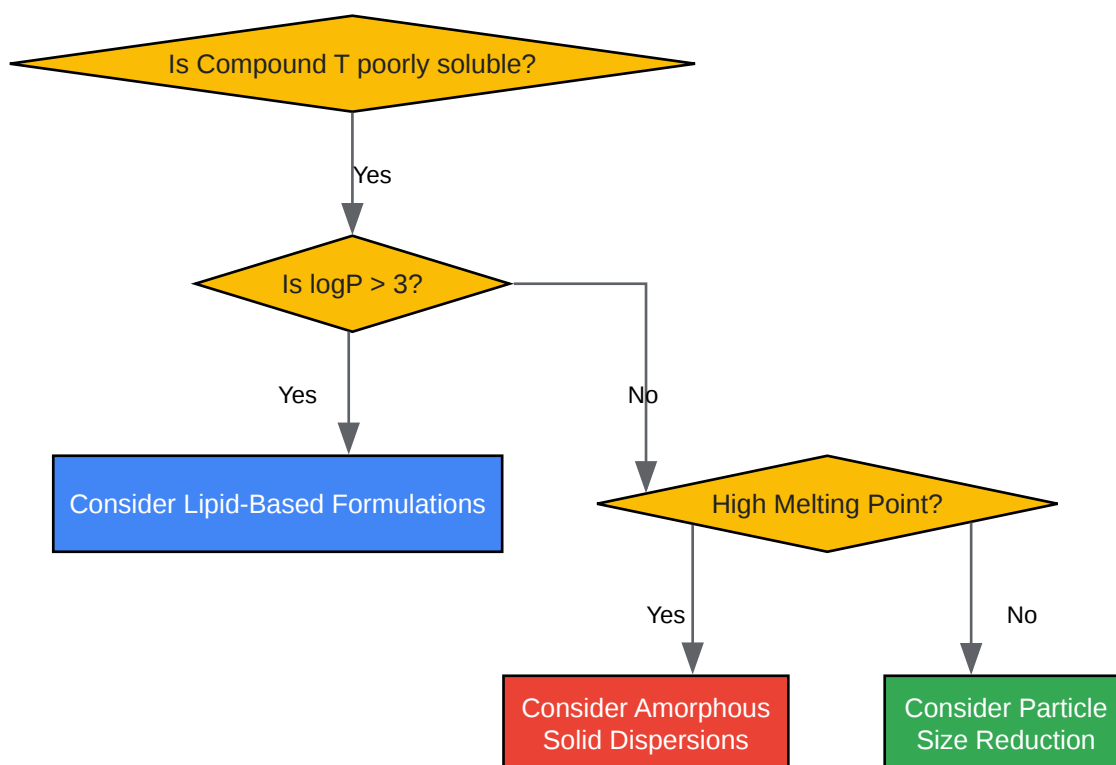 Is Compound T poorly soluble?
Yes
Is logP > 3?
Yes
No
Consider Lipid-Based Formulations
High Melting Point?
Yes
No
Consider Amorphous
Solid Dispersions
Consider Particle
Size Reduction